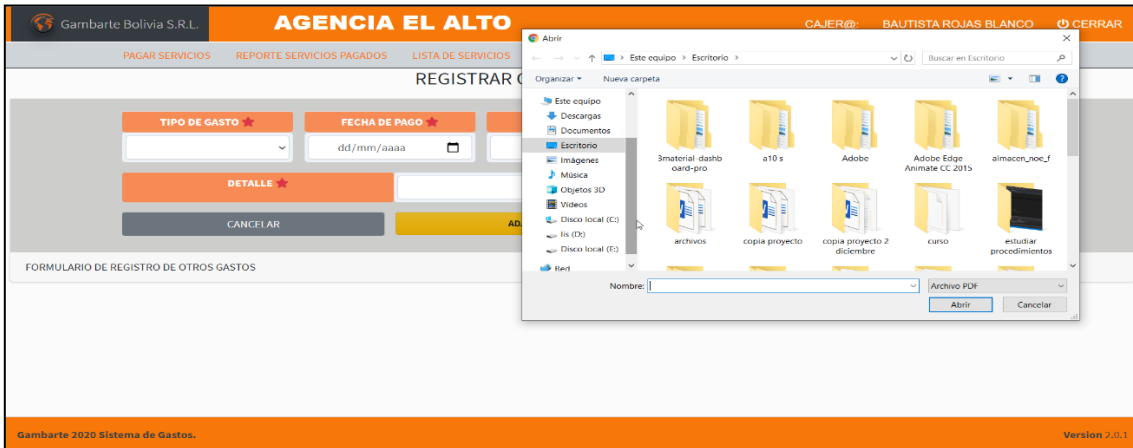 Gambarte Bolivia S.R.L.
AGENCIA EL ALTO
CAJER@: BAUTISTA ROJAS BLANCO CERRAR
PAGAR SERVICIOS REPORTE SERVICIOS PAGADOS LISTA DE SERVICIOS
REGISTRAR
TIPO DE GASTO FECHA DE PAGO
dd/mm/aaaa
DETALLE
CANCELAR
FORMULARIO DE REGISTRO DE OTROS GASTOS
Abrir
Este equipo > Escritorio >
Buscar en Escritorio
Organizar Nueva carpeta
Este equipo
Descargas
Documentos
Escritorio
Imágenes
Música
Objetos 3D
Vídeos
Disco local (C:)
lis (D:)
Disco local (E:)
Red
3material-dashb
oard-pro
a10 s
Adobe
Adobe Edge
Animate CC 2015
almacen_noe_f
archivos
copia proyecto
copia proyecto 2
diciembre
curso
estudiar
procedimientos
Nombre:
Archivo PDF
Abrir Cancelar
Gambarte 2020 Sistema de Gastos.
Version 2.0.1